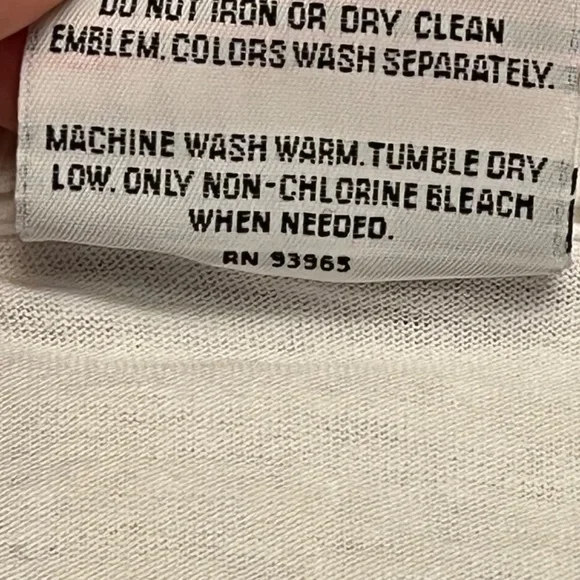 DO NOT IRON OR DRY CLEAN
EMBLEM. COLORS WASH SEPARATELY.
MACHINE WASH WARM. TUMBLE DRY
LOW. ONLY NON-CHLORINE BLEACH
WHEN NEEDED.
RN 93965